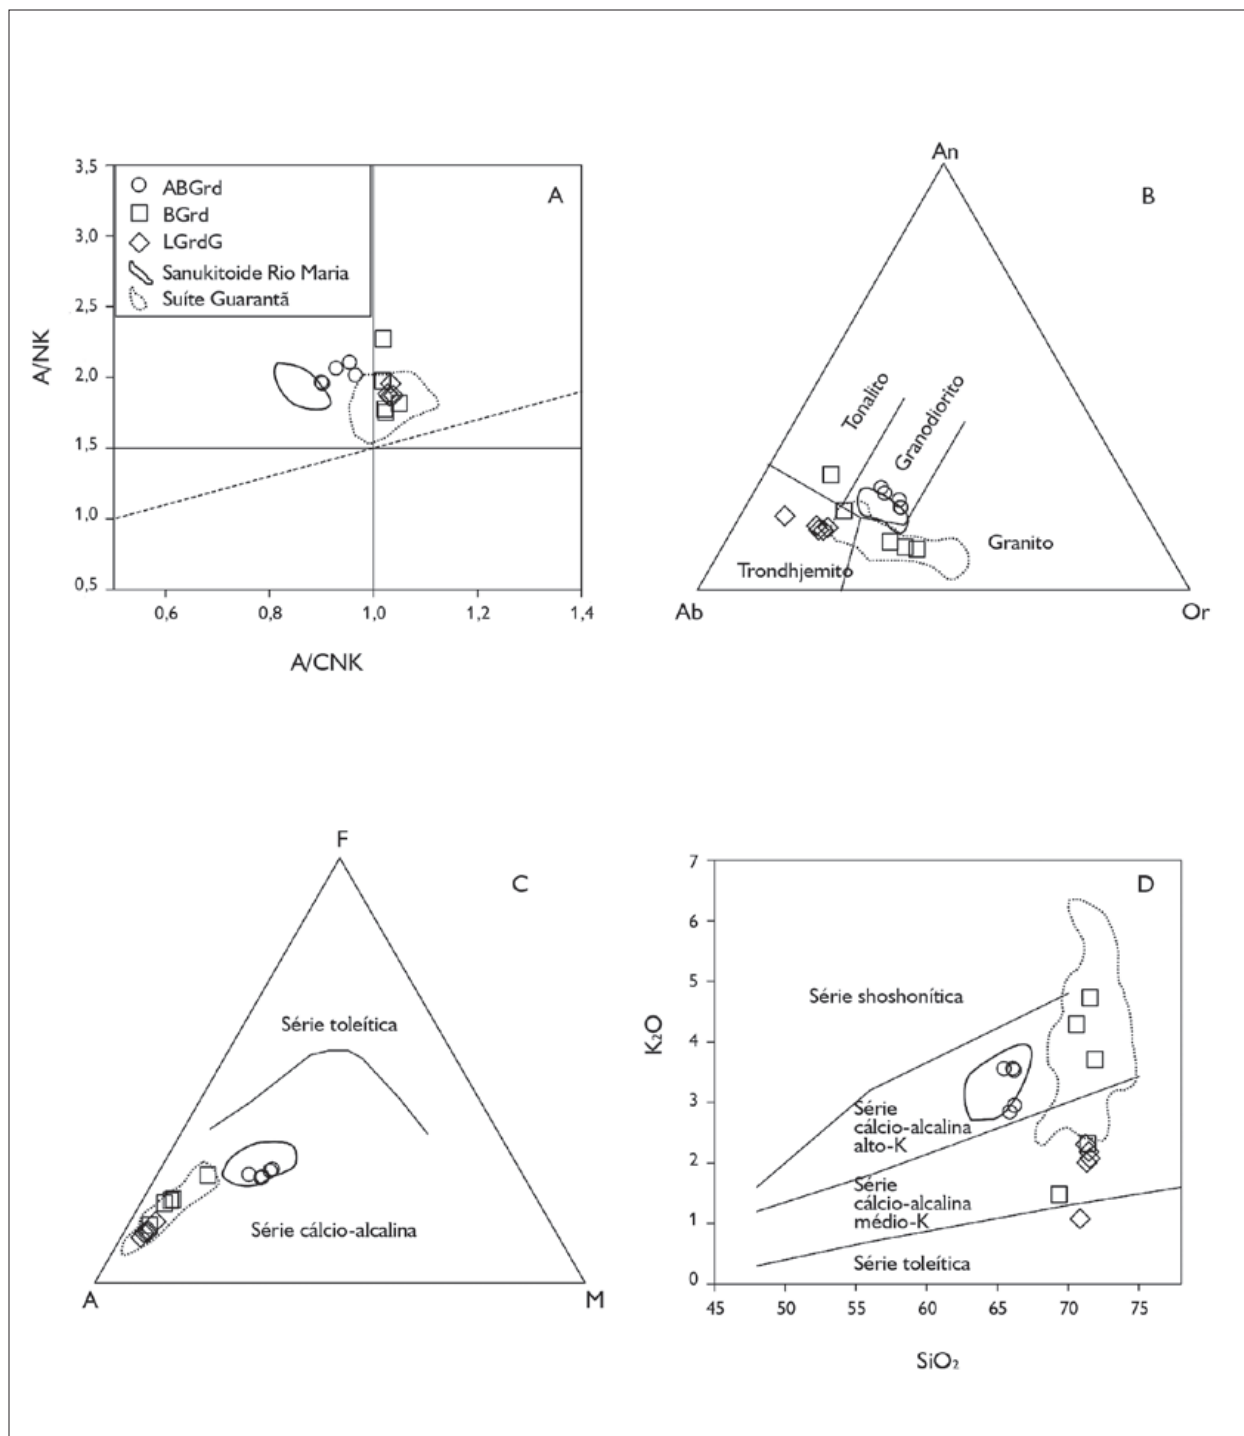 A
ABGrd
BGrd
LGrdG
Sanukitoide Rio Maria
Suíte Guarantã
3,5
3,0
2,5
2,0
1,5
1,0
0,5
A/NK
0,6
0,8
1,0
1,2
1,4
A/CNK
B
An
Tonalito
Granodiorito
Granito
Trondhjemito
Ab
Or
C
F
Série toleítica
Série cálcio-alcalina
A
M
D
7
6
5
4
3
2
1
0
K₂O
Série shoshonítica
Série
cálcio-alcalina
alto-K
Série
cálcio-alcalina
médio-K
Série toleítica
45
50
55
60
65
70
75
SiO₂